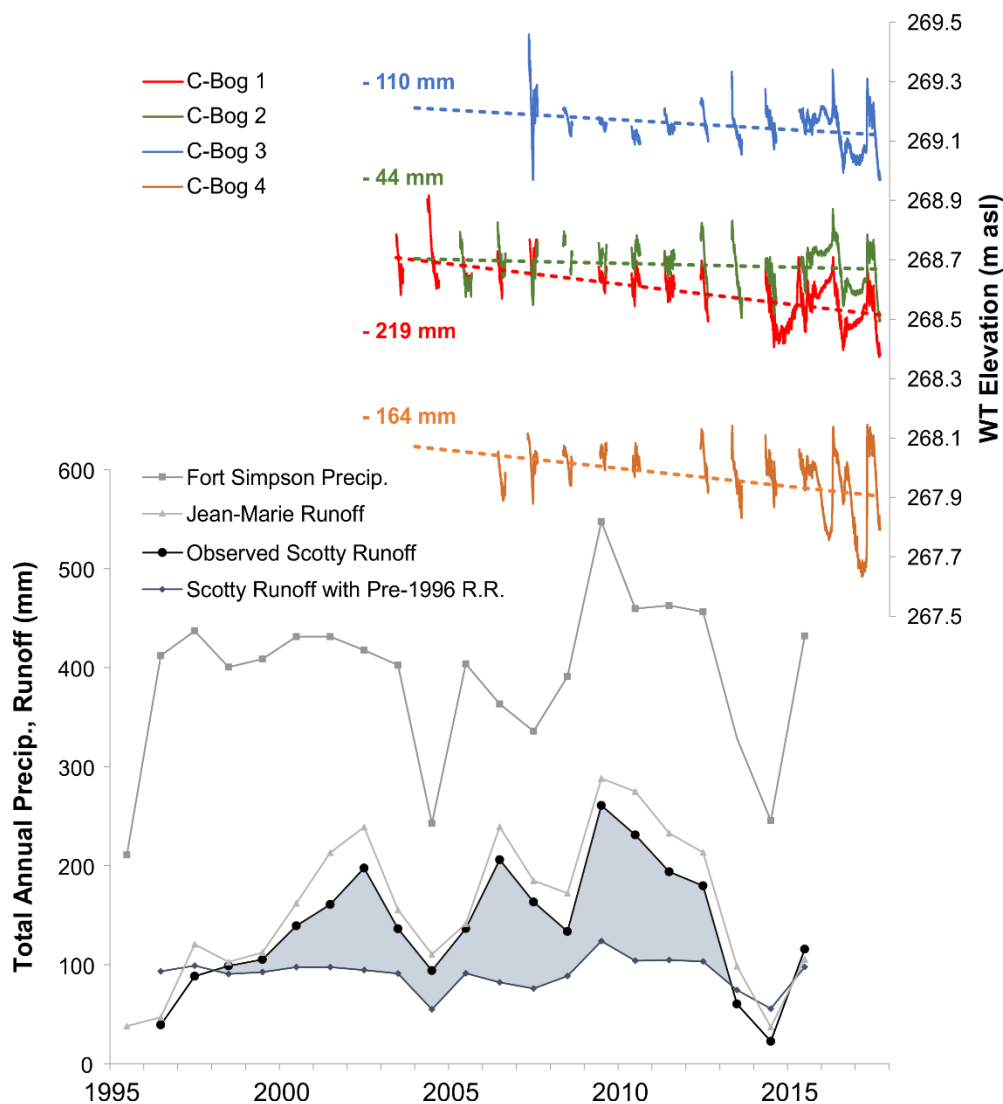 269.5
269.3
269.1
268.9
268.7
268.5
268.3
268.1
267.9
267.7
267.5
WT Elevation (m asl)
C-Bog 1
C-Bog 2
C-Bog 3
C-Bog 4
- 110 mm
- 44 mm
- 219 mm
- 164 mm
Fort Simpson Precip.
Jean-Marie Runoff
Observed Scotty Runoff
Scotty Runoff with Pre-1996 R.R.
Total Annual Precip., Runoff (mm)
600
500
400
300
200
100
0
1995 2000 2005 2010 2015